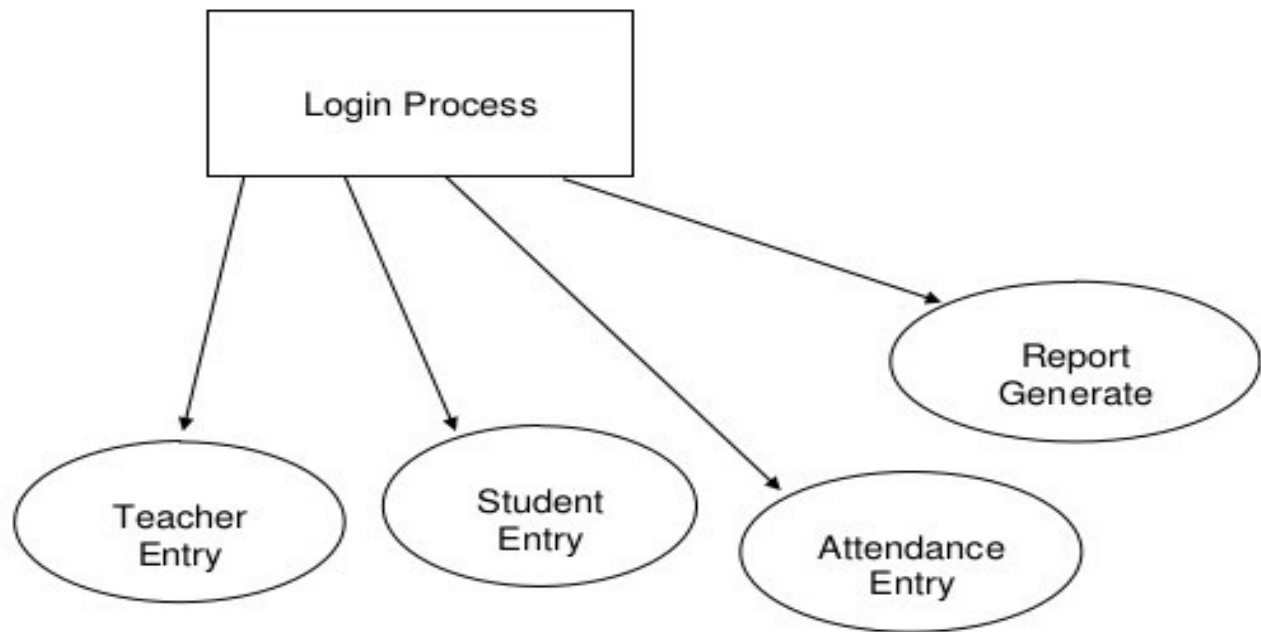 Login Process
Report
Generate
Student
Entry
Teacher
Entry
Attendance
Entry